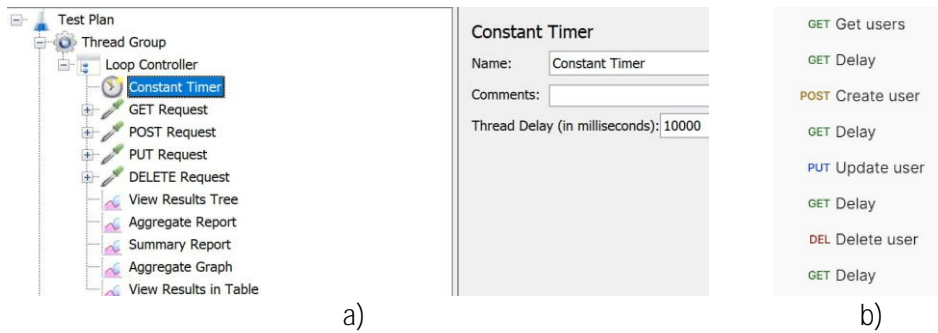 Test Plan
Thread Group
Loop Controller
Constant Timer
GET Request
POST Request
PUT Request
DELETE Request
View Results Tree
Aggregate Report
Summary Report
Aggregate Graph
View Results in Table
Constant Timer
Name: Constant Timer
Comments:
Thread Delay (in milliseconds): 10000
a)
GET Get users
GET Delay
POST Create user
GET Delay
PUT Update user
GET Delay
DEL Delete user
GET Delay
b)